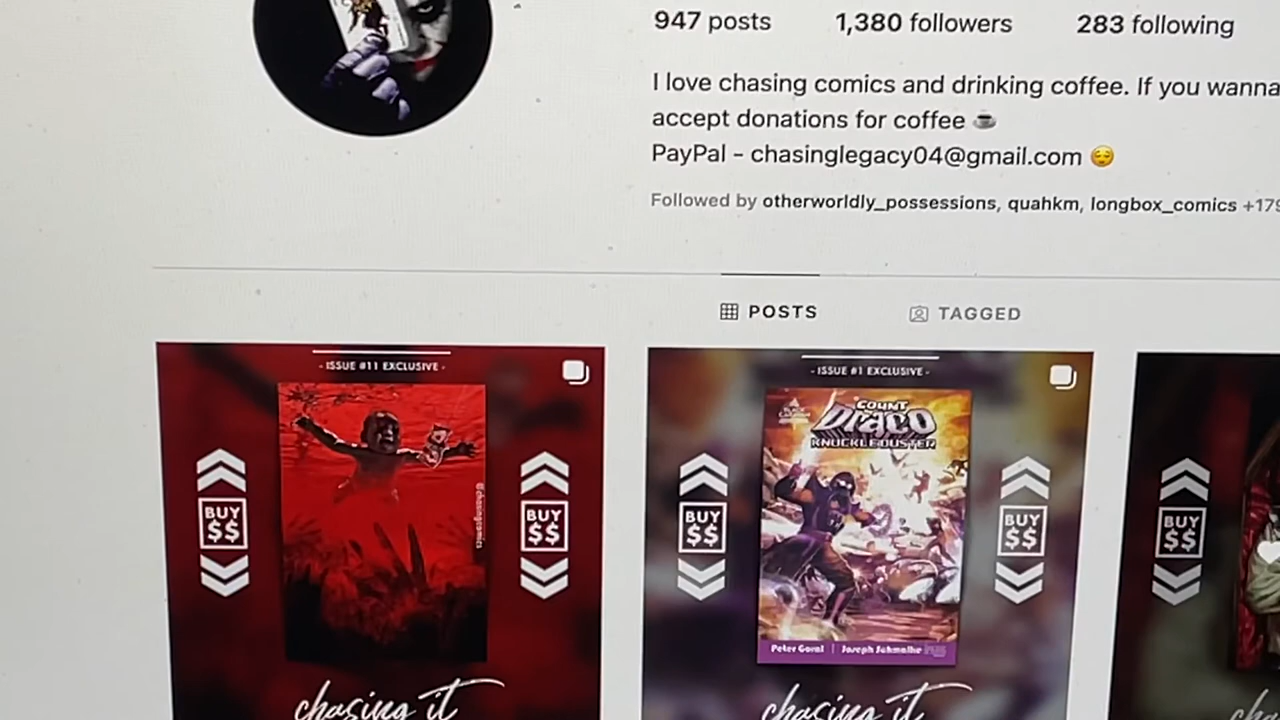 947 posts 1,380 followers 283 following
I love chasing comics and drinking coffee. If you wanna
accept donations for coffee ☕
PayPal - chasinglegacy04@gmail.com 😌
Followed by otherworldly_possessions, quahkm, longbox_comics +179
POSTS TAGGED
- ISSUE #11 EXCLUSIVE -
BUY
$$
BUY
$$
@chasingcomics
chasing it
- ISSUE #1 EXCLUSIVE -
COUNT
DRACO
KNUCKLEDUSTER
BUY
$$
BUY
$$
Peter Goral | Joseph Schmalke
chasing it
BUY
$$